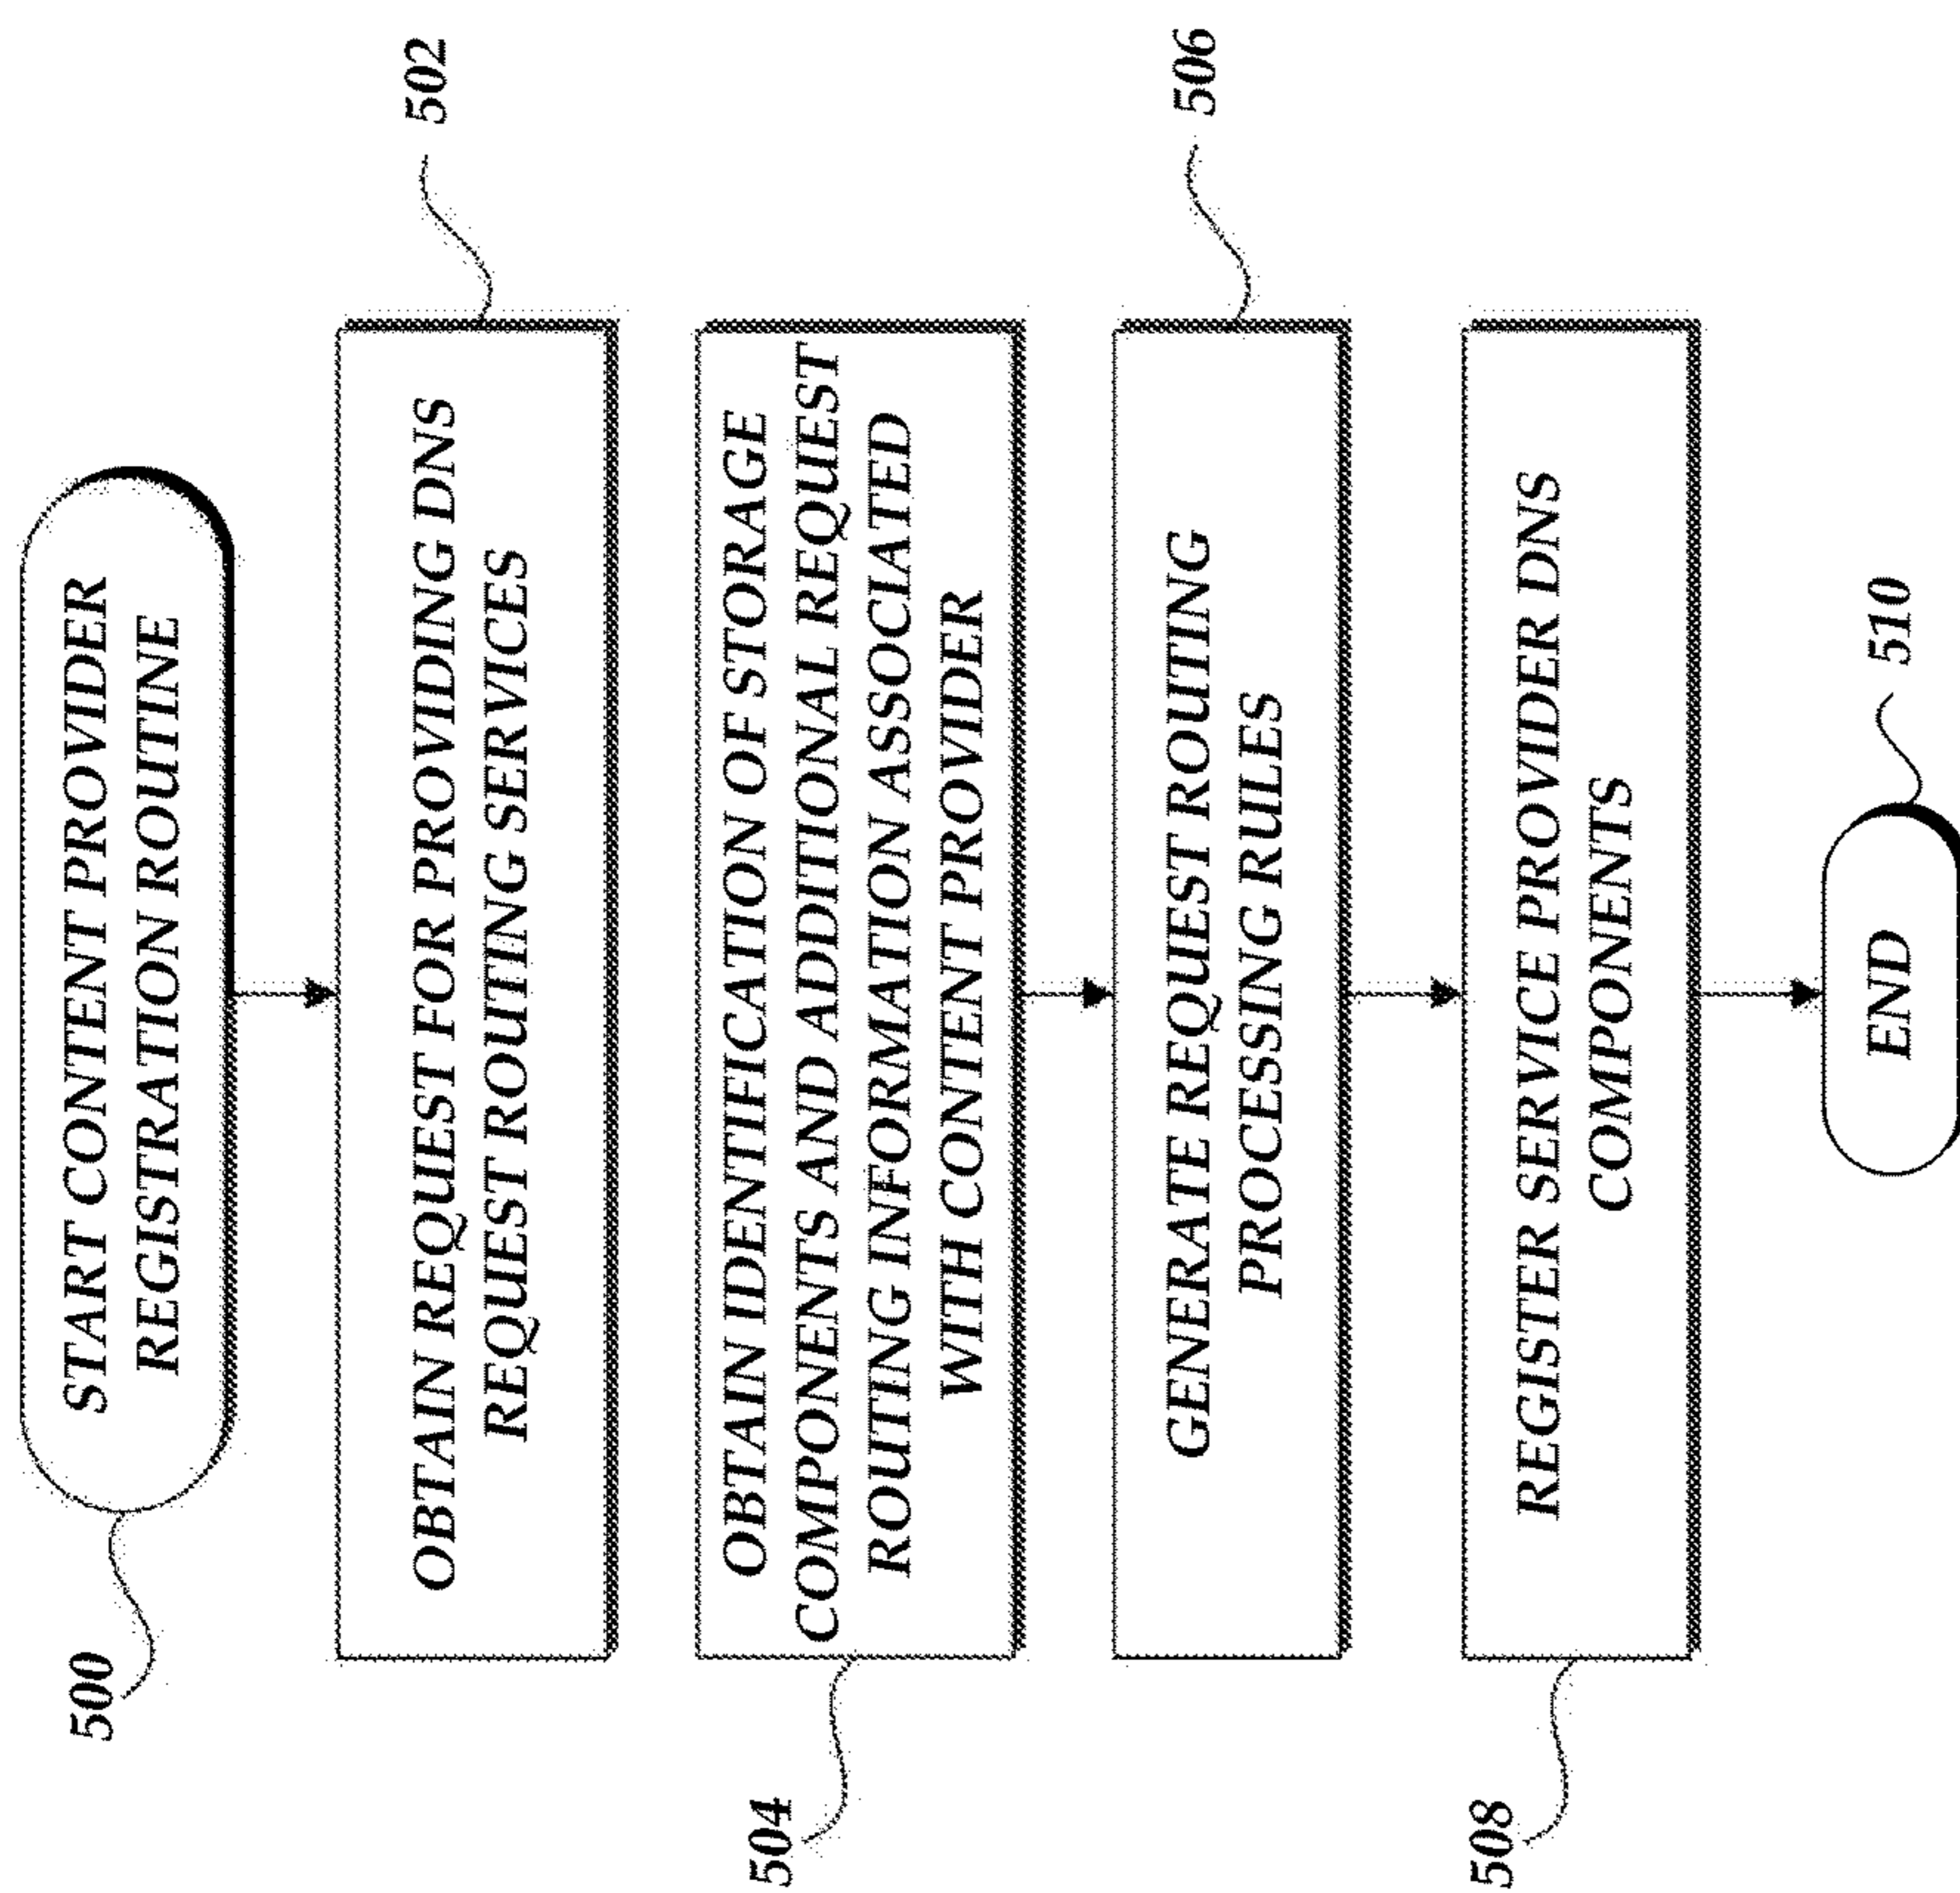 500
START CONTENT PROVIDER
REGISTRATION ROUTINE
502
OBTAIN REQUEST FOR PROVIDING DNS
REQUEST ROUTING SERVICES
504
OBTAIN IDENTIFICATION OF STORAGE
COMPONENTS AND ADDITIONAL REQUEST
ROUTING INFORMATION ASSOCIATED
WITH CONTENT PROVIDER
506
GENERATE REQUEST ROUTING
PROCESSING RULES
508
REGISTER SERVICE PROVIDER DNS
COMPONENTS
510
END